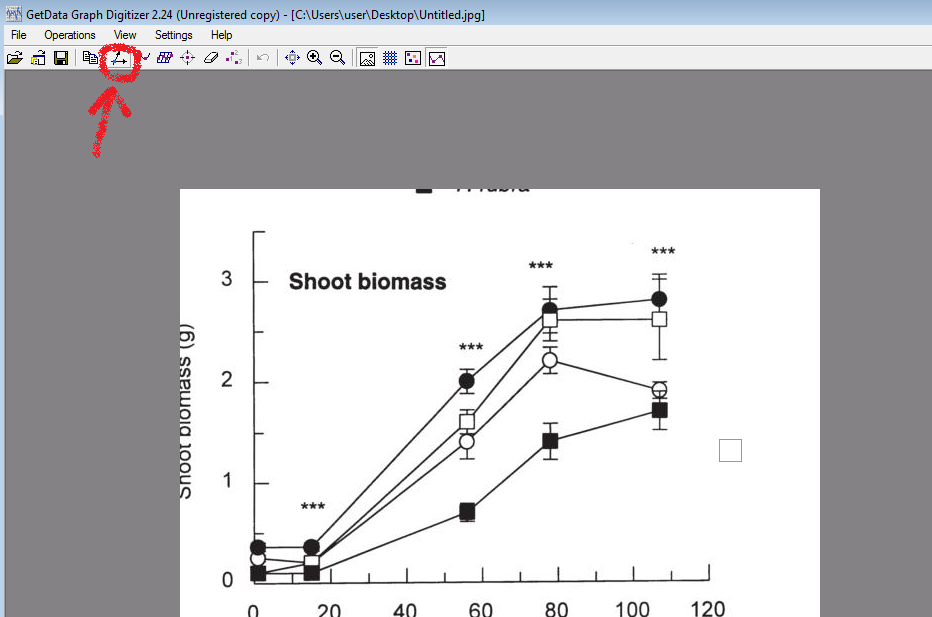 GetData Graph Digitizer 2.24 (Unregistered copy) - [C:\Users\user\Desktop\Untitled.jpg]
File Operations View Settings Help
***
***
3
Shoot biomass
***
2
Shoot biomass (g)
1
***
0
0 20 40 60 80 100 120